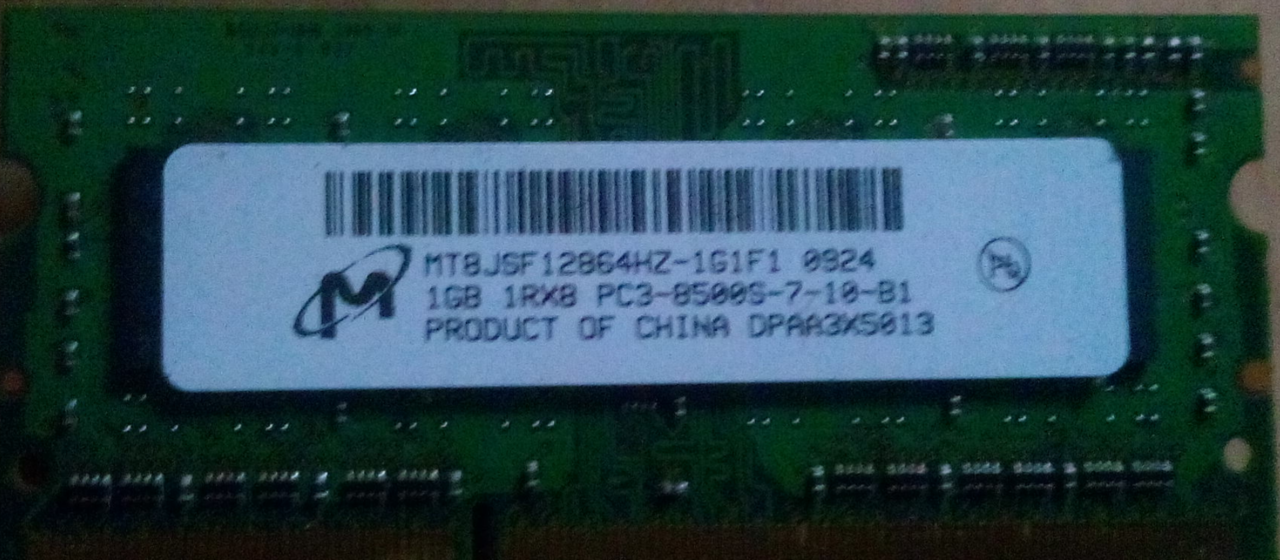 MT8JSF12864HZ-1G1F1 0924
1GB 1RX8 PC3-8500S-7-10-B1
PRODUCT OF CHINA DPAA3X5013